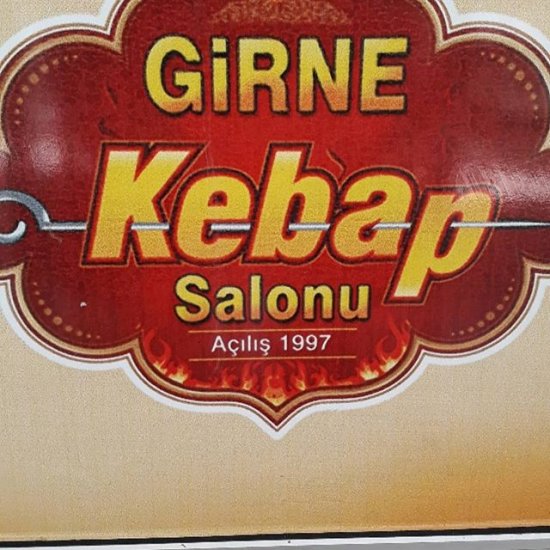 GiRNE
Kebap
Salonu
Açılış 1997